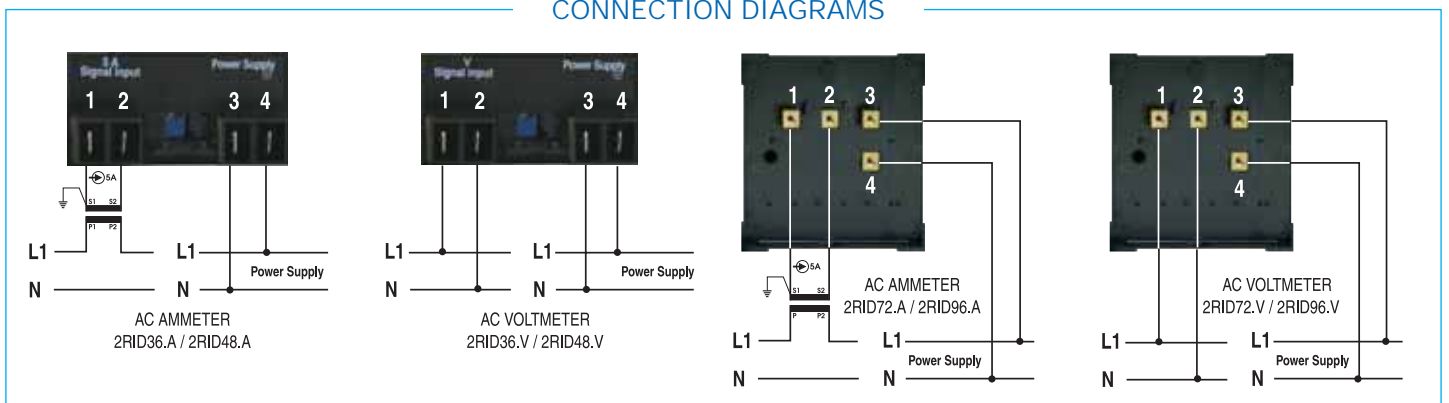 CONNECTION DIAGRAMS
5 A
Signal Input
Power Supply
1 2 3 4
5A
S1 S2
P1 P2
L1
N
L1
Power Supply
N
AC AMMETER
2RID36.A / 2RID48.A
V
Signal Input
Power Supply
1 2 3 4
L1
N
L1
Power Supply
N
AC VOLTMETER
2RID36.V / 2RID48.V
1 2 3
4
5A
S1 S2
P P2
AC AMMETER
2RID72.A / 2RID96.A
L1
N
L1
Power Supply
N
1 2 3
4
AC VOLTMETER
2RID72.V / 2RID96.V
L1
N
L1
Power Supply
N